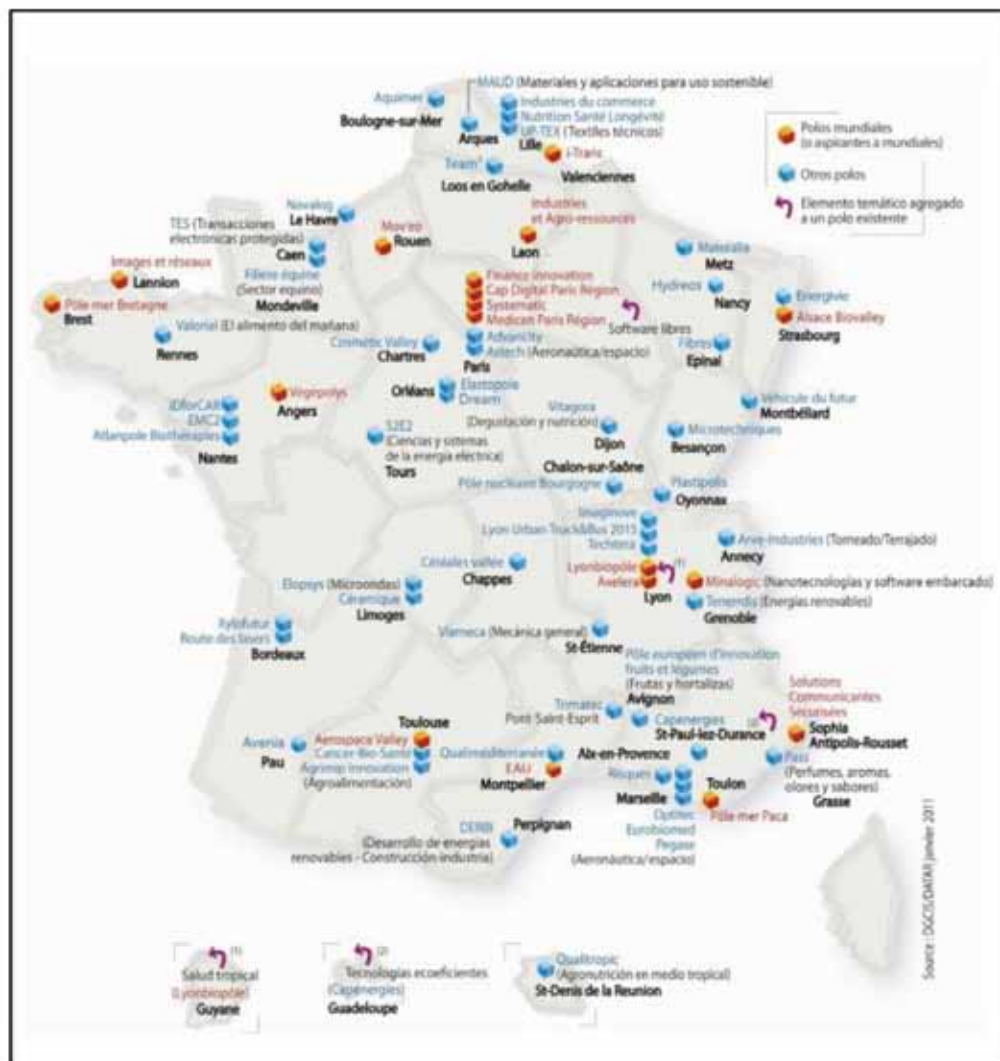 MAUD (Materiales y aplicaciones para uso sostenible)
Aquimer
Boulogne-sur-Mer
Arques
Industries du commerce
Nutrition Santé Longévité
UP-TEX (Textiles técnicos)
Lille
i-Trans
Valenciennes
Team²
Loos en Gohelle
Polos mundiales
(o aspirantes a mundiales)
Otros polos
Elemento temático agregado
a un polo existente
Novalog
Le Havre
TES (Transacciones
electrónicas protegidas)
Caen
Filière équine
(Sector equino)
Mondeville
Mov'eo
Rouen
Industries
et Agro-ressources
Laon
Materalia
Metz
Hydreos
Nancy
Energivie
Alsace Biovalley
Strasbourg
Images et réseaux
Lannion
Pôle mer Bretagne
Brest
Valorial (El alimento del mañana)
Rennes
Finance Innovation
Cap Digital Paris Région
Systematic
Medicen Paris Région
Advancity
Astech (Aeronaútica/espacio)
Paris
Software libres
Fibres
Epinal
Cosmetic Valley
Chartres
Orléans
Elastopole
Dream
Vegepolys
Angers
iDforCAR
EMC2
Atlanpole Biothérapies
Nantes
S2E2
(Ciencias y sistemas
de la energía eléctrica)
Tours
Vitagora
(Degustación y nutrición)
Dijon
Véhicule du futur
Montbéliard
Microtechniques
Besançon
Chalon-sur-Saône
Pôle nucléaire Bourgogne
Plastipolis
Oyonnax
Imaginove
Lyon Urban Truck&Bus 2015
Techtera
Lyonbiopôle
Axelera
(1)
Lyon
Arve-Industries (Torneado/Terrajado)
Annecy
Minalogic (Nanotecnologías y software embarcado)
Tenerrdis (Energías renovables)
Grenoble
Céréales vallée
Chappes
Elopsys (Microondas)
Céramique
Limoges
Xylofutur
Route des lasers
Bordeaux
Viameca (Mecánica general)
St-Étienne
Pôle européen d'innovation
fruits et légumes
(Frutas y hortalizas)
Avignon
Trimatec
Pont Saint-Esprit
Capenergies
(2)
St-Paul-lez-Durance
Solutions
Communicantes
Sécurisées
Sophia
Antipolis-Rousset
Toulouse
Aerospace Valley
Cancer-Bio-Santé
Agrimip Innovation
(Agroalimentación)
Avenia
Pau
Qualiméditerranée
EAU
Montpellier
Aix-en-Provence
Risques
Marseille
Optitec
Eurobiomed
Pegase
(Aeronáutica/espacio)
Toulon
Pôle mer Paca
Pass
(Perfumes, aromas,
olores y sabores)
Grasse
DERBI
(Desarrollo de energías
renovables - Construcción-industria)
Perpignan
Source : DGCIS/DATAR janvier 2011
(1)
Salud tropical
(Lyonbiopôle)
Guyane
(2)
Tecnologías ecoeficientes
(Capénergies)
Guadeloupe
Qualitropic
(Agronutrición en medio tropical)
St-Denis de la Reunion